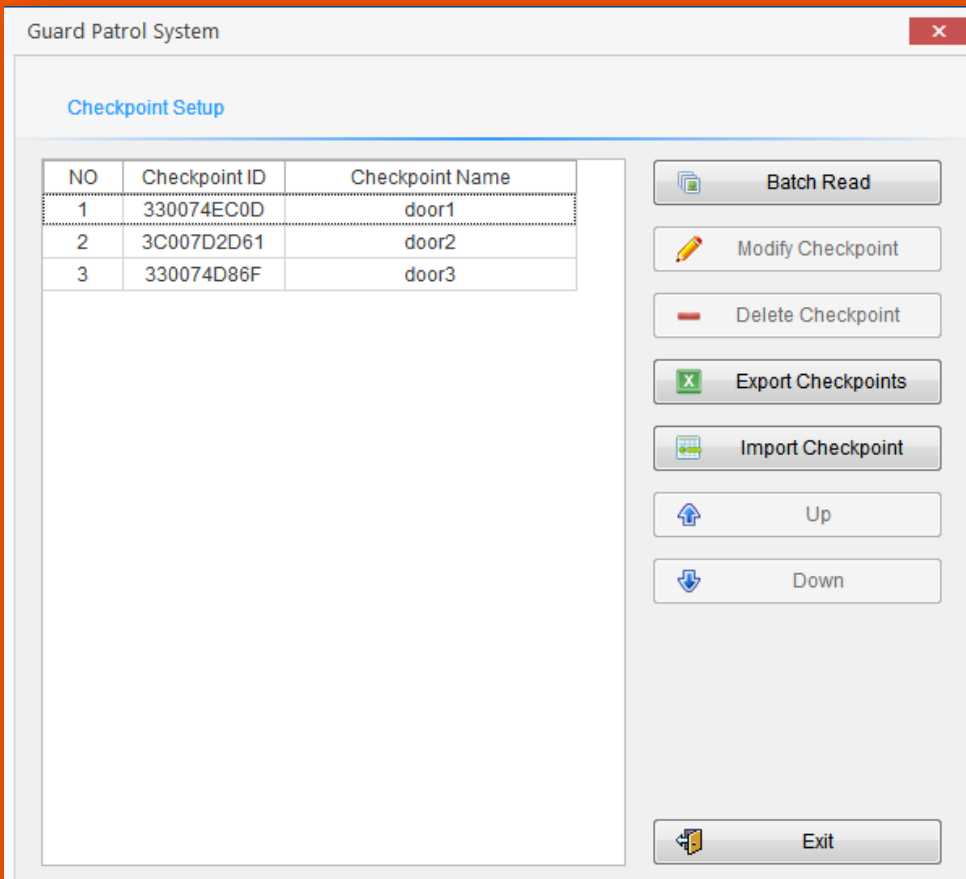 Guard Patrol System
Checkpoint Setup
NO Checkpoint ID Checkpoint Name
1 330074EC0D door1
2 3C007D2D61 door2
3 330074D86F door3
Batch Read
Modify Checkpoint
Delete Checkpoint
Export Checkpoints
Import Checkpoint
Up
Down
Exit